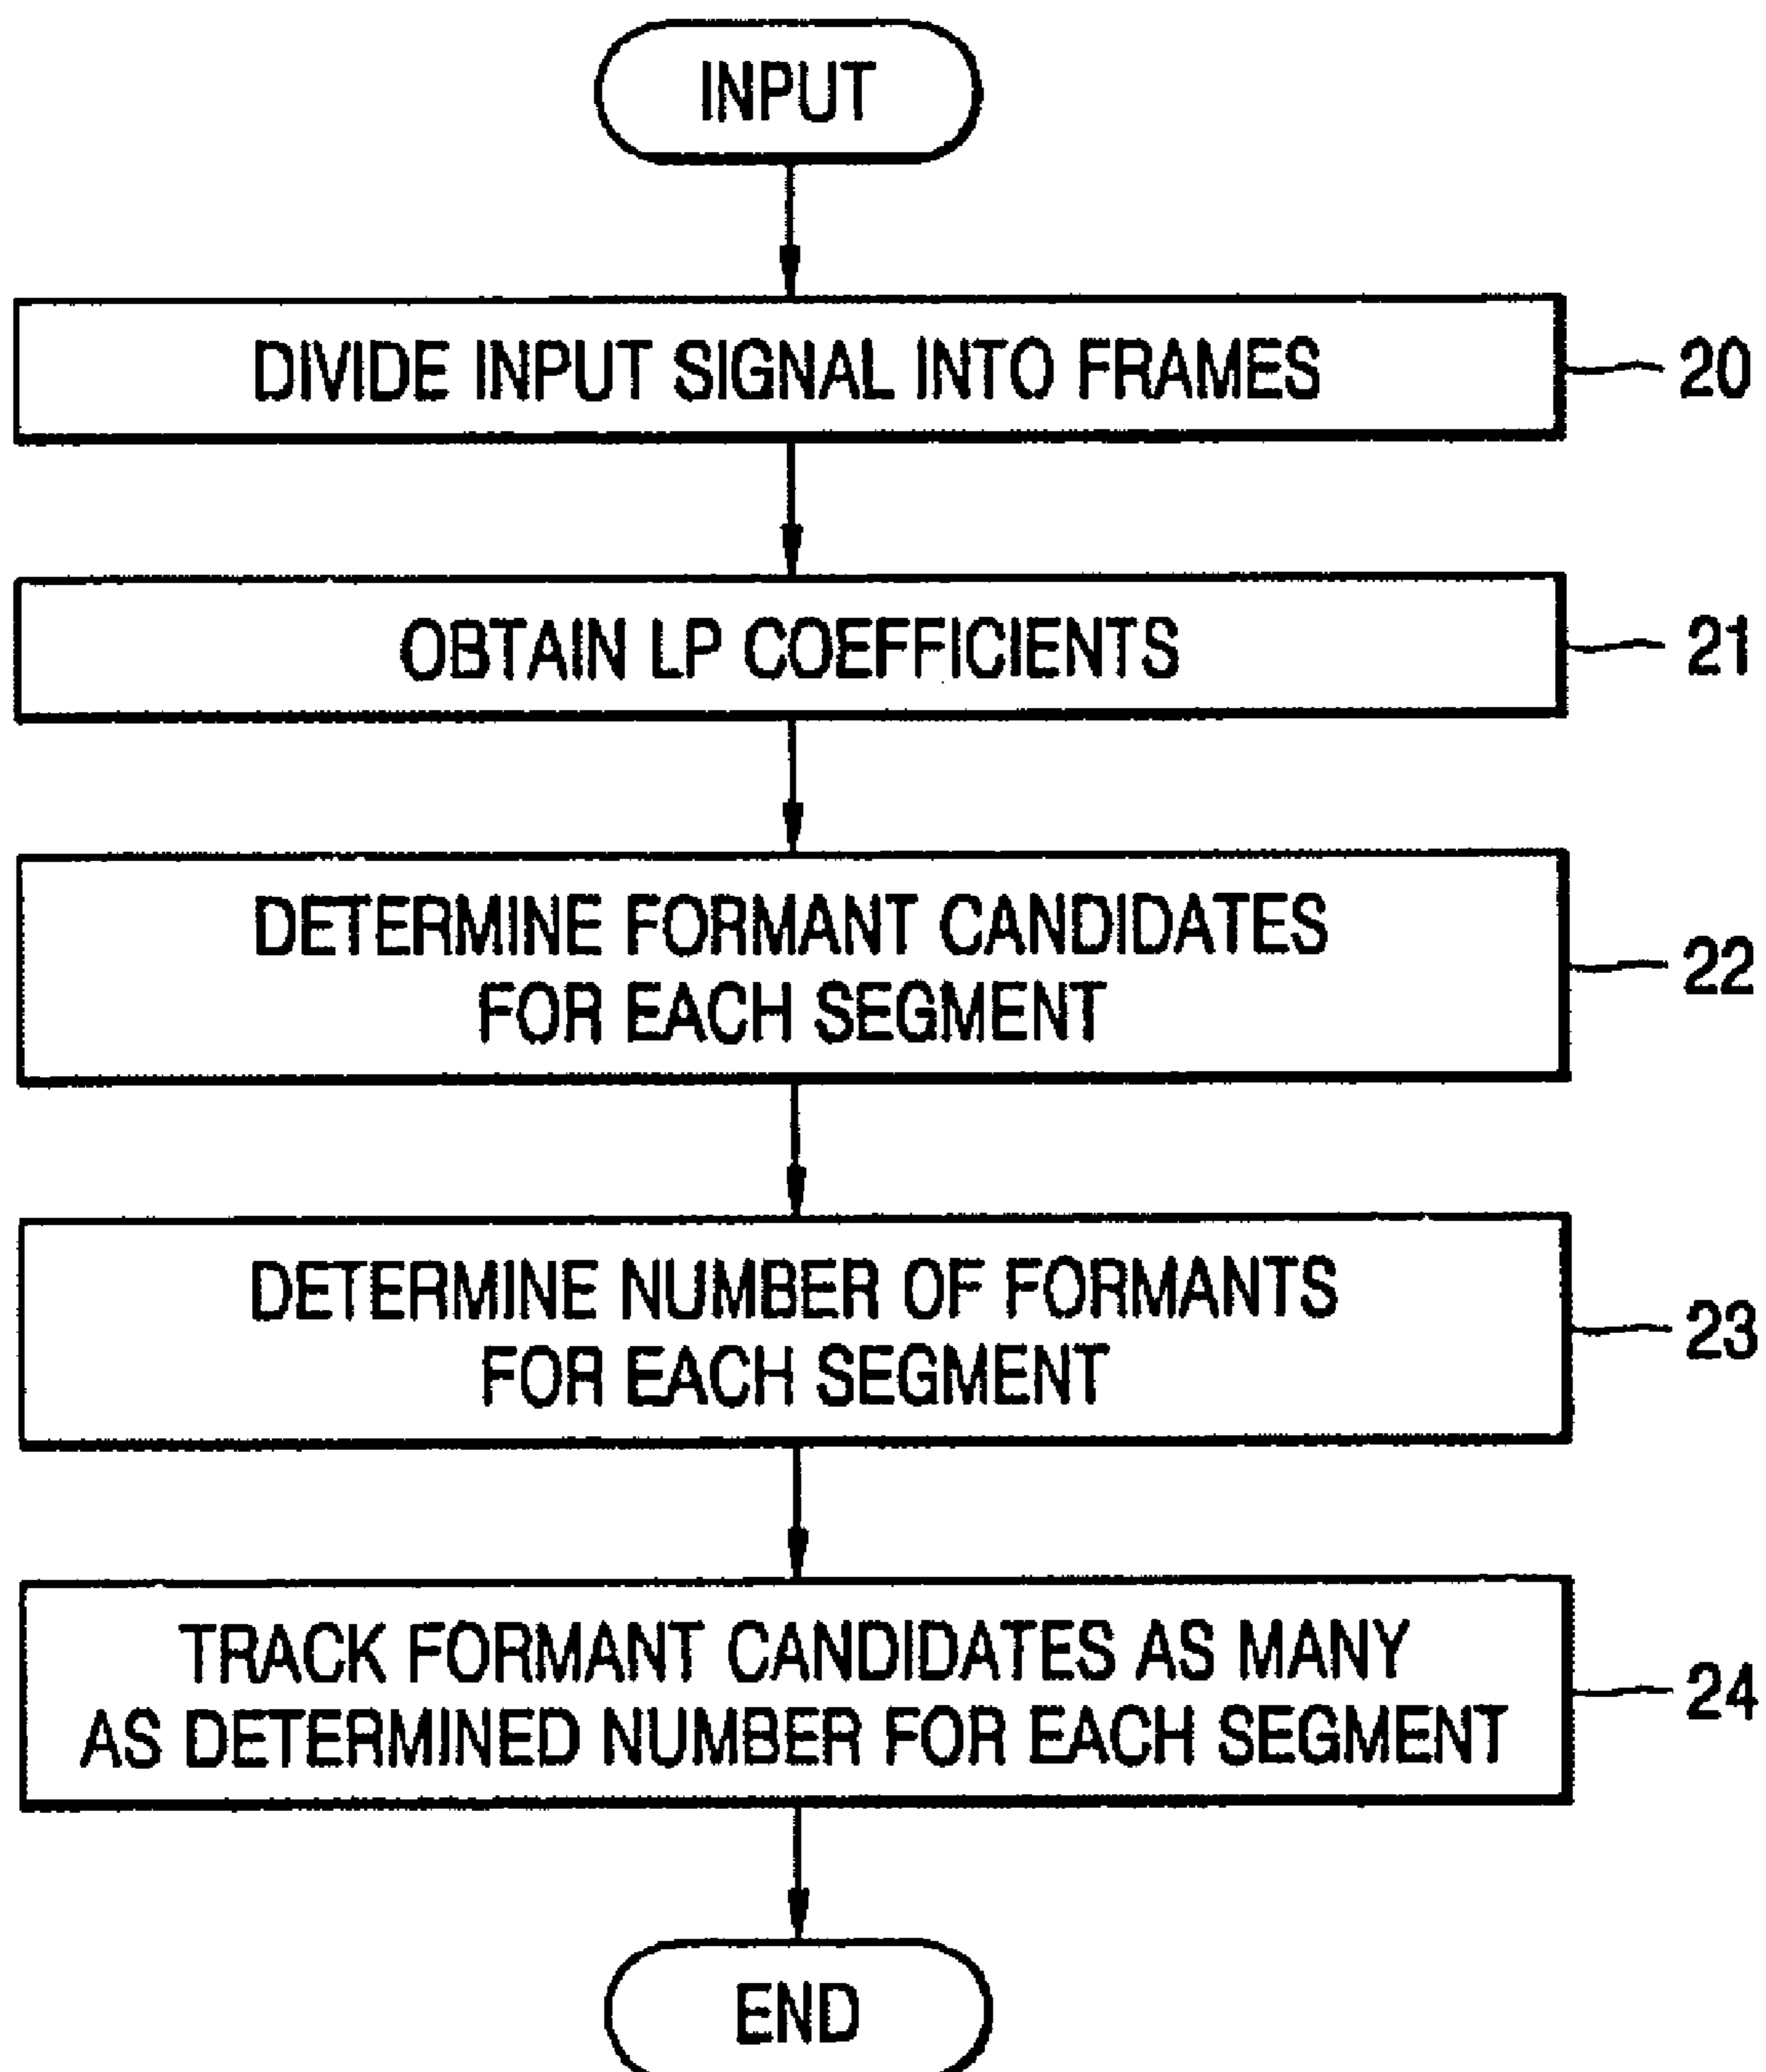 INPUT
DIVIDE INPUT SIGNAL INTO FRAMES
20
OBTAIN LP COEFFICIENTS
21
DETERMINE FORMANT CANDIDATES
FOR EACH SEGMENT
22
DETERMINE NUMBER OF FORMANTS
FOR EACH SEGMENT
23
TRACK FORMANT CANDIDATES AS MANY
AS DETERMINED NUMBER FOR EACH SEGMENT
24
END